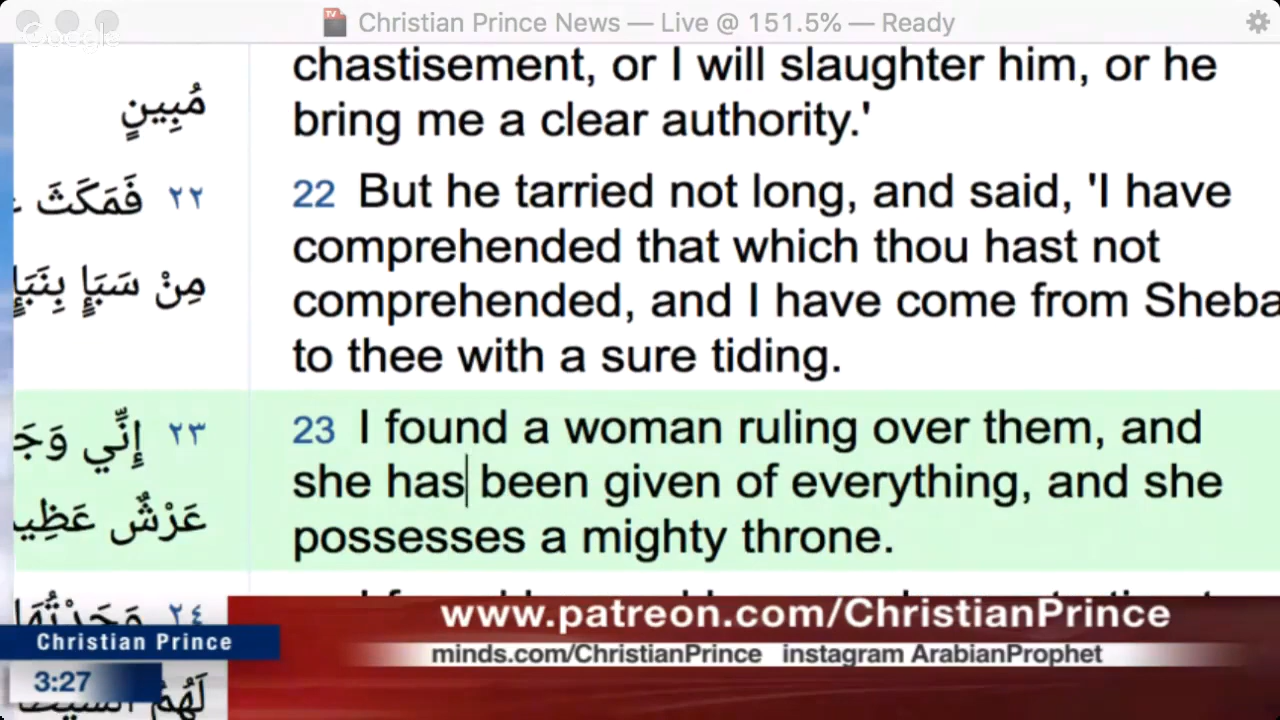 Christian Prince News — Live @ 151.5% — Ready
Google
chastisement, or I will slaughter him, or he
مُبِينٍ
bring me a clear authority.'
٢٢ فَمَكَثَ
22 But he tarried not long, and said, 'I have
comprehended that which thou hast not
مِنْ سَبَإٍ بِنَبَإٍ
comprehended, and I have come from Sheba
to thee with a sure tiding.
٢٣ إِنِّي
23 I found a woman ruling over them, and
she has been given of everything, and she
عَرْشٌ
possesses a mighty throne.
٢٤
www.patreon.com/ChristianPrince
Christian Prince
minds.com/ChristianPrince instagram ArabianProphet
3:27